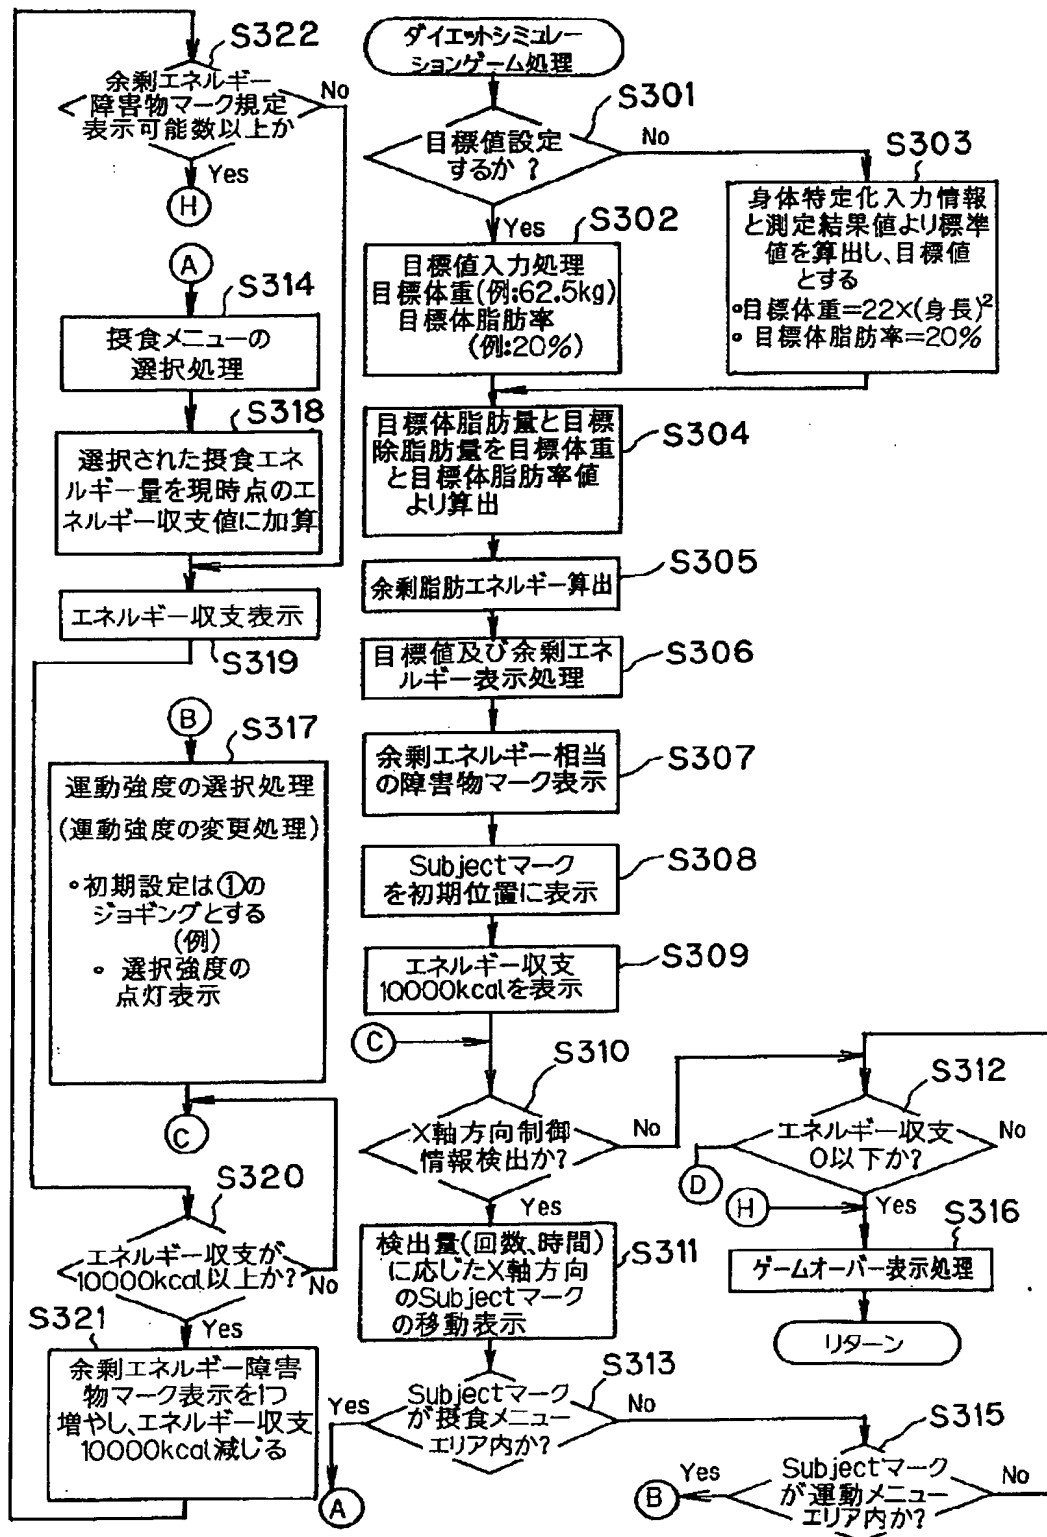 S322
余剰エネルギー
障害物マーク規定
表示可能数以上か
No
Yes
H
A
S314
摂食メニューの
選択処理
S318
選択された摂食エネ
ルギー量を現時点のエ
ネルギー収支値に加算
エネルギー収支表示
S319
B
S317
運動強度の選択処理
(運動強度の変更処理)
・初期設定は①の
ジョギングとする
(例)
・選択強度の
点灯表示
C
S320
エネルギー収支が
10000kcal以上か?
No
Yes
S321
余剰エネルギー障害
物マーク表示を1つ
増やし、エネルギー収支
10000kcal減じる
ダイエットシミュレー
ションゲーム処理
S301
目標値設定
するか?
No
Yes
S302
目標値入力処理
目標体重(例:62.5kg)
目標体脂肪率
(例:20%)
S303
身体特定化入力情報
と測定結果値より標準
値を算出し、目標値
とする
・目標体重=22×(身長)²
・目標体脂肪率=20%
S304
目標体脂肪量と目標
除脂肪量を目標体重
と目標体脂肪率値
より算出
S305
余剰脂肪エネルギー算出
S306
目標値及び余剰エネ
ルギー表示処理
S307
余剰エネルギー相当
の障害物マーク表示
S308
Subjectマーク
を初期位置に表示
S309
エネルギー収支
10000kcalを表示
C
S310
X軸方向制御
情報検出か?
No
Yes
S311
検出量(回数、時間)
に応じたX軸方向
のSubjectマーク
の移動表示
S312
エネルギー収支
0以下か?
No
D
H
Yes
S316
ゲームオーバー表示処理
リターン
S313
Subjectマーク
が摂食メニュー
エリア内か?
Yes
No
A
S315
Subjectマーク
が運動メニュー
エリア内か?
Yes
No
B